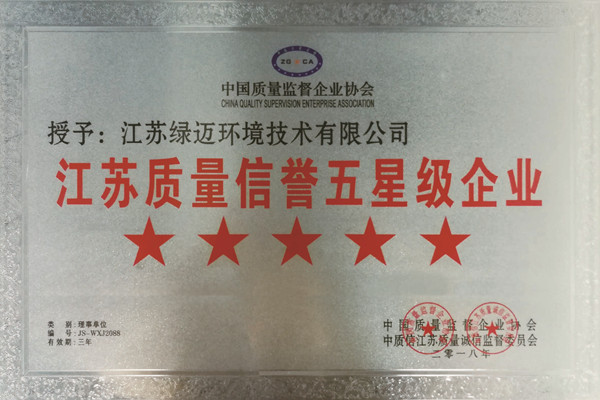 ZG CA
中国质量监督企业协会
CHINA QUALITY SUPERVISION ENTERPRISE ASSOCIATION
授予：江苏绿迈环境技术有限公司
江苏质量信誉五星级企业
类 别：理事单位
编 号：JS-WXJ2088
有效期：三年
中国质量监督企业协会
中质信江苏质量诚信监督委员会
二零一八年